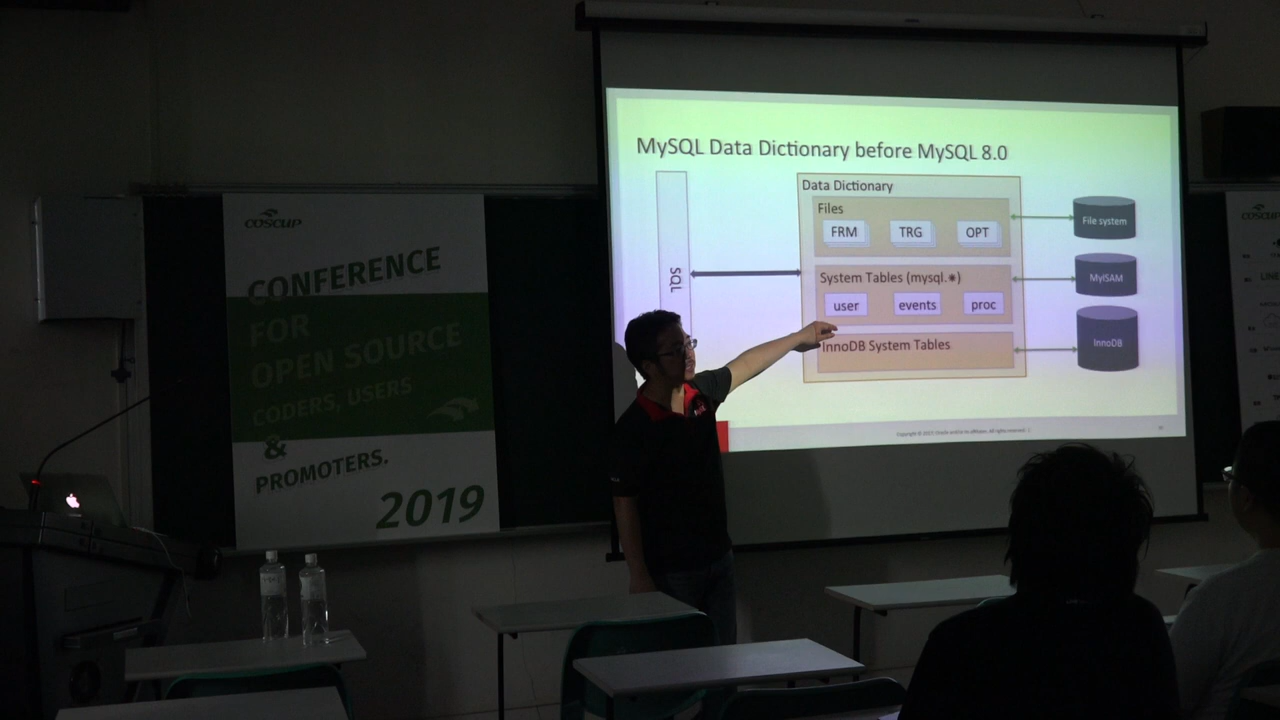 COSCUP
CONFERENCE
FOR
OPEN SOURCE
CODERS, USERS
&
PROMOTERS.
2019
MySQL Data Dictionary before MySQL 8.0
SQL
Data Dictionary
Files
FRM TRG OPT
System Tables (mysql.*)
user events proc
InnoDB System Tables
File system
MyISAM
InnoDB
COSCUP